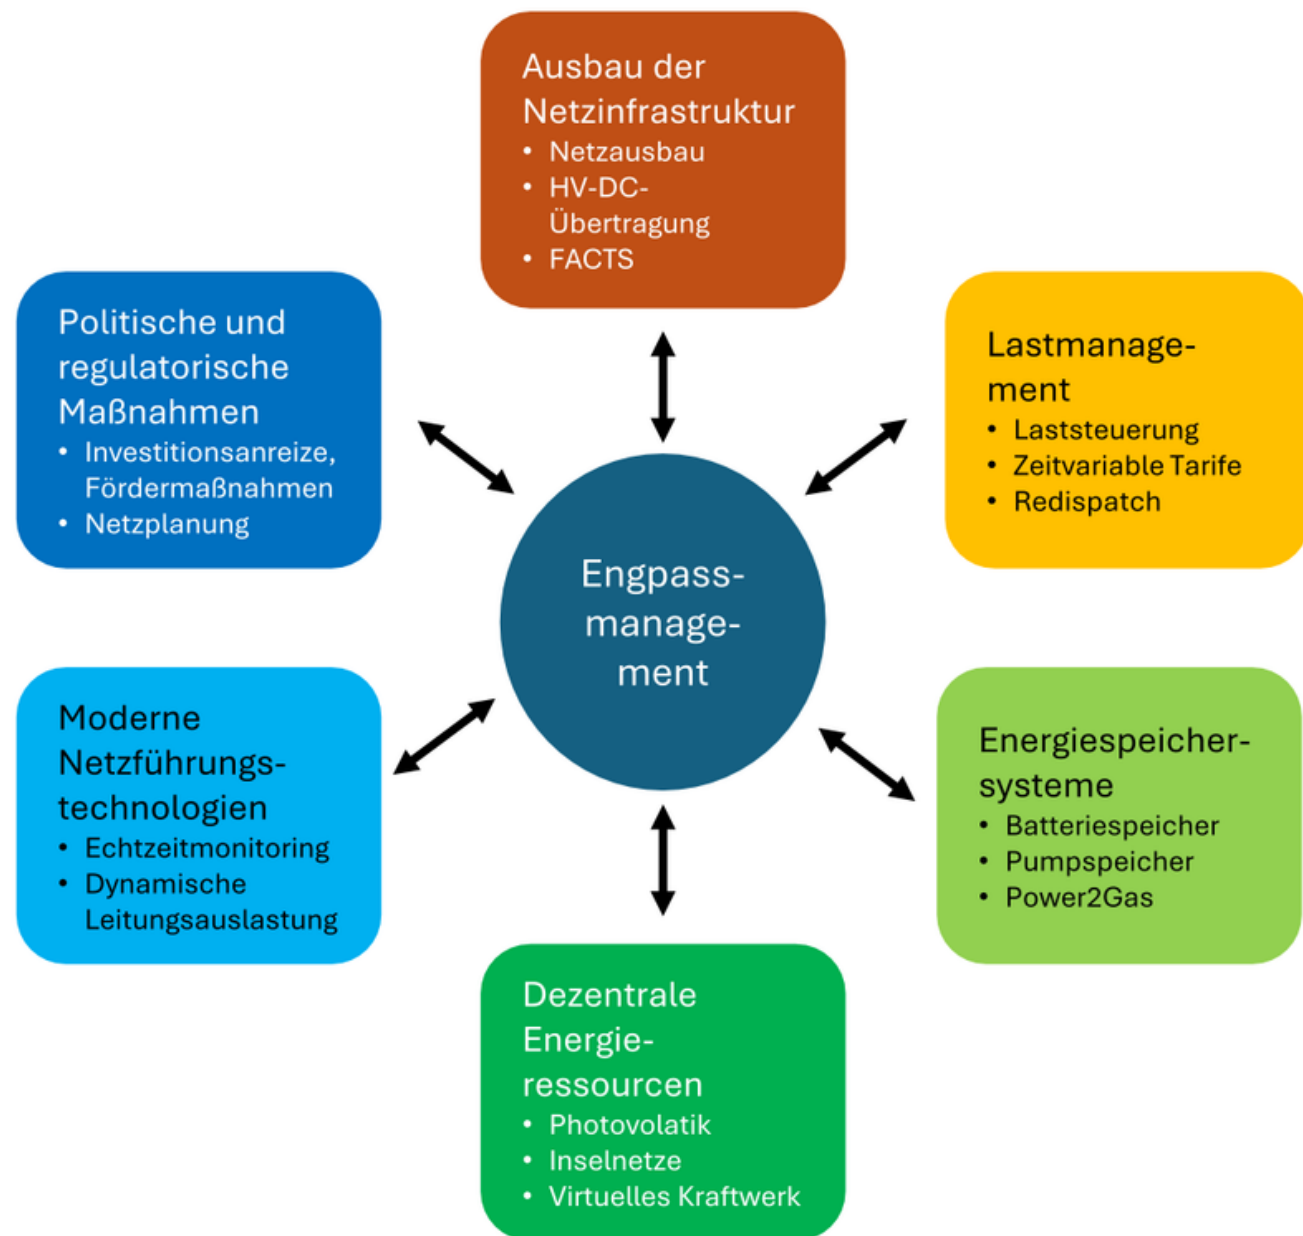 Ausbau der
Netzinfrastruktur
• Netzausbau
• HV-DC-
Übertragung
• FACTS
Politische und
regulatorische
Maßnahmen
• Investitionsanreize,
Fördermaßnahmen
• Netzplanung
Lastmanage-
ment
• Laststeuerung
• Zeitvariable Tarife
• Redispatch
Engpass-
manage-
ment
Moderne
Netzführungs-
technologien
• Echtzeitmonitoring
• Dynamische
Leitungsauslastung
Energiespeicher-
systeme
• Batteriespeicher
• Pumpspeicher
• Power2Gas
Dezentrale
Energie-
ressourcen
• Photovolatik
• Inselnetze
• Virtuelles Kraftwerk